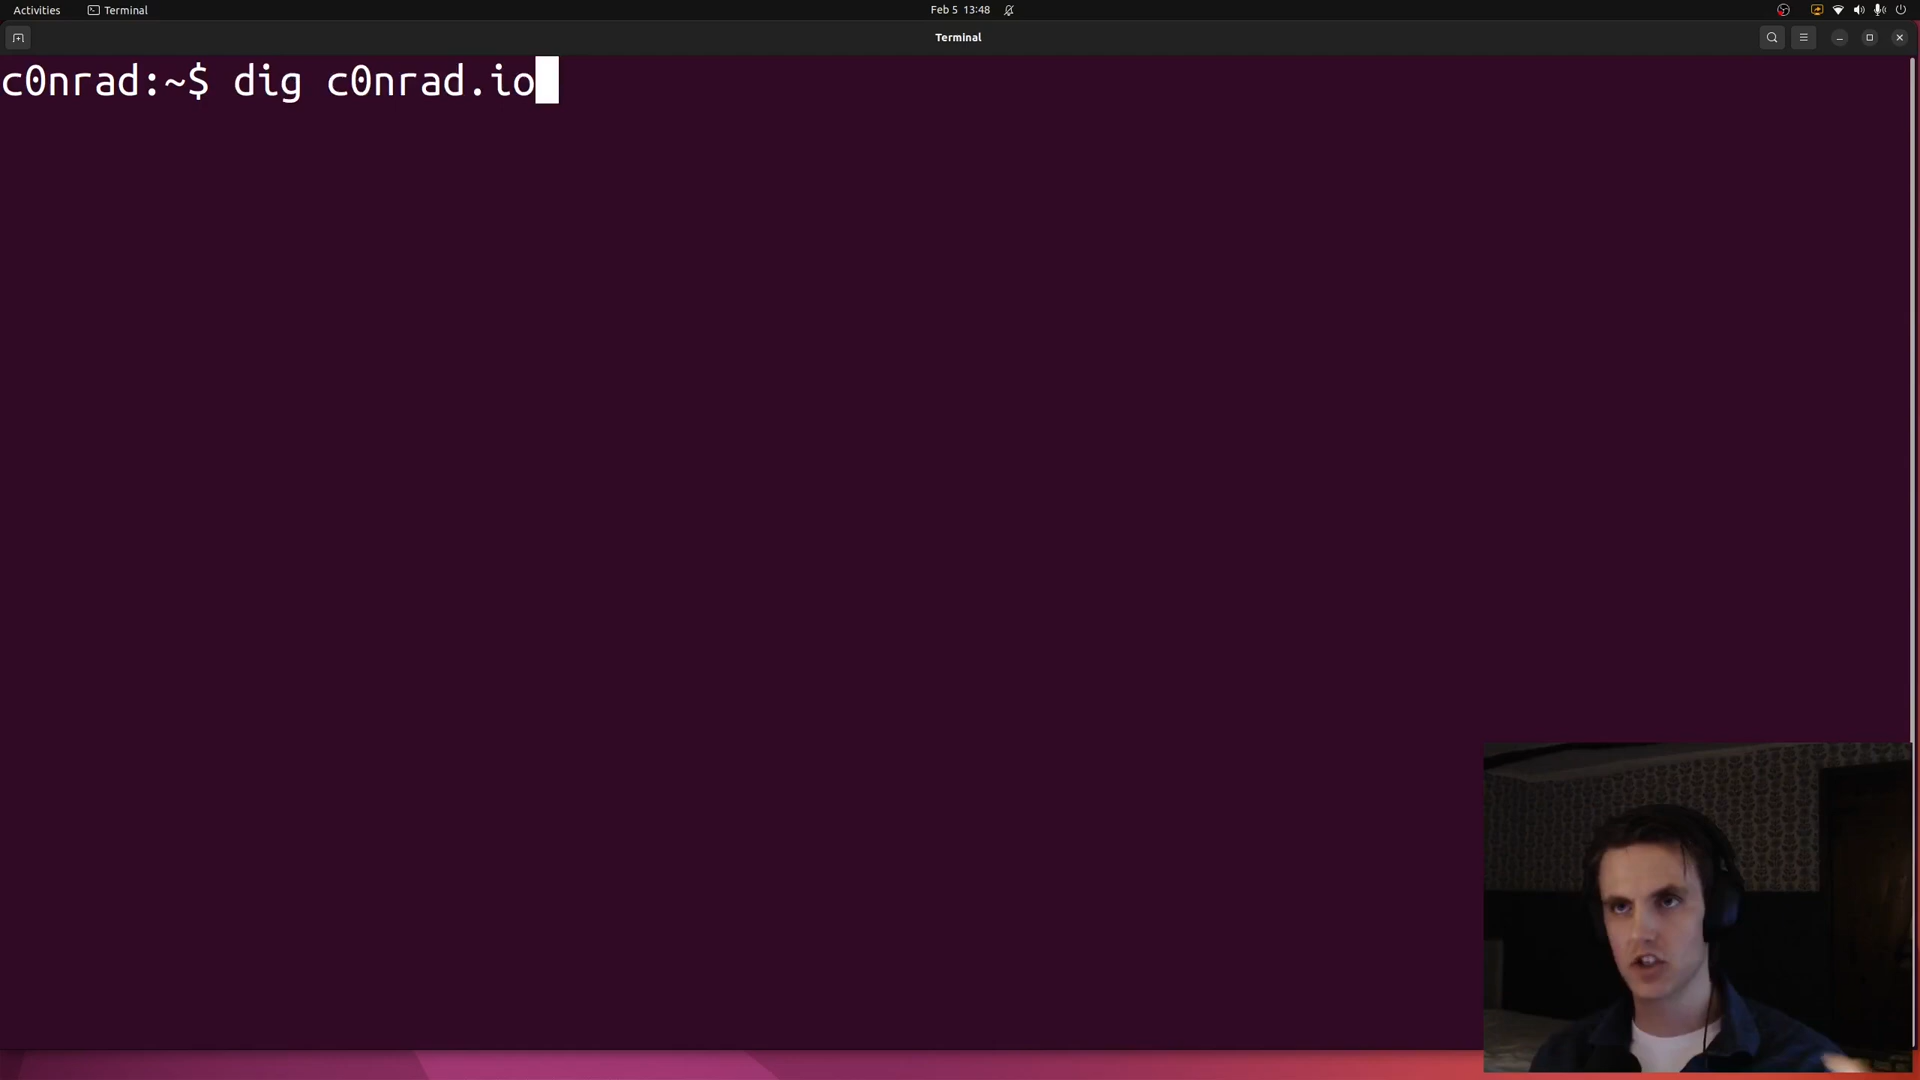 Activities Terminal Feb 5 13:48
Terminal
c0nrad:~$ dig c0nrad.io